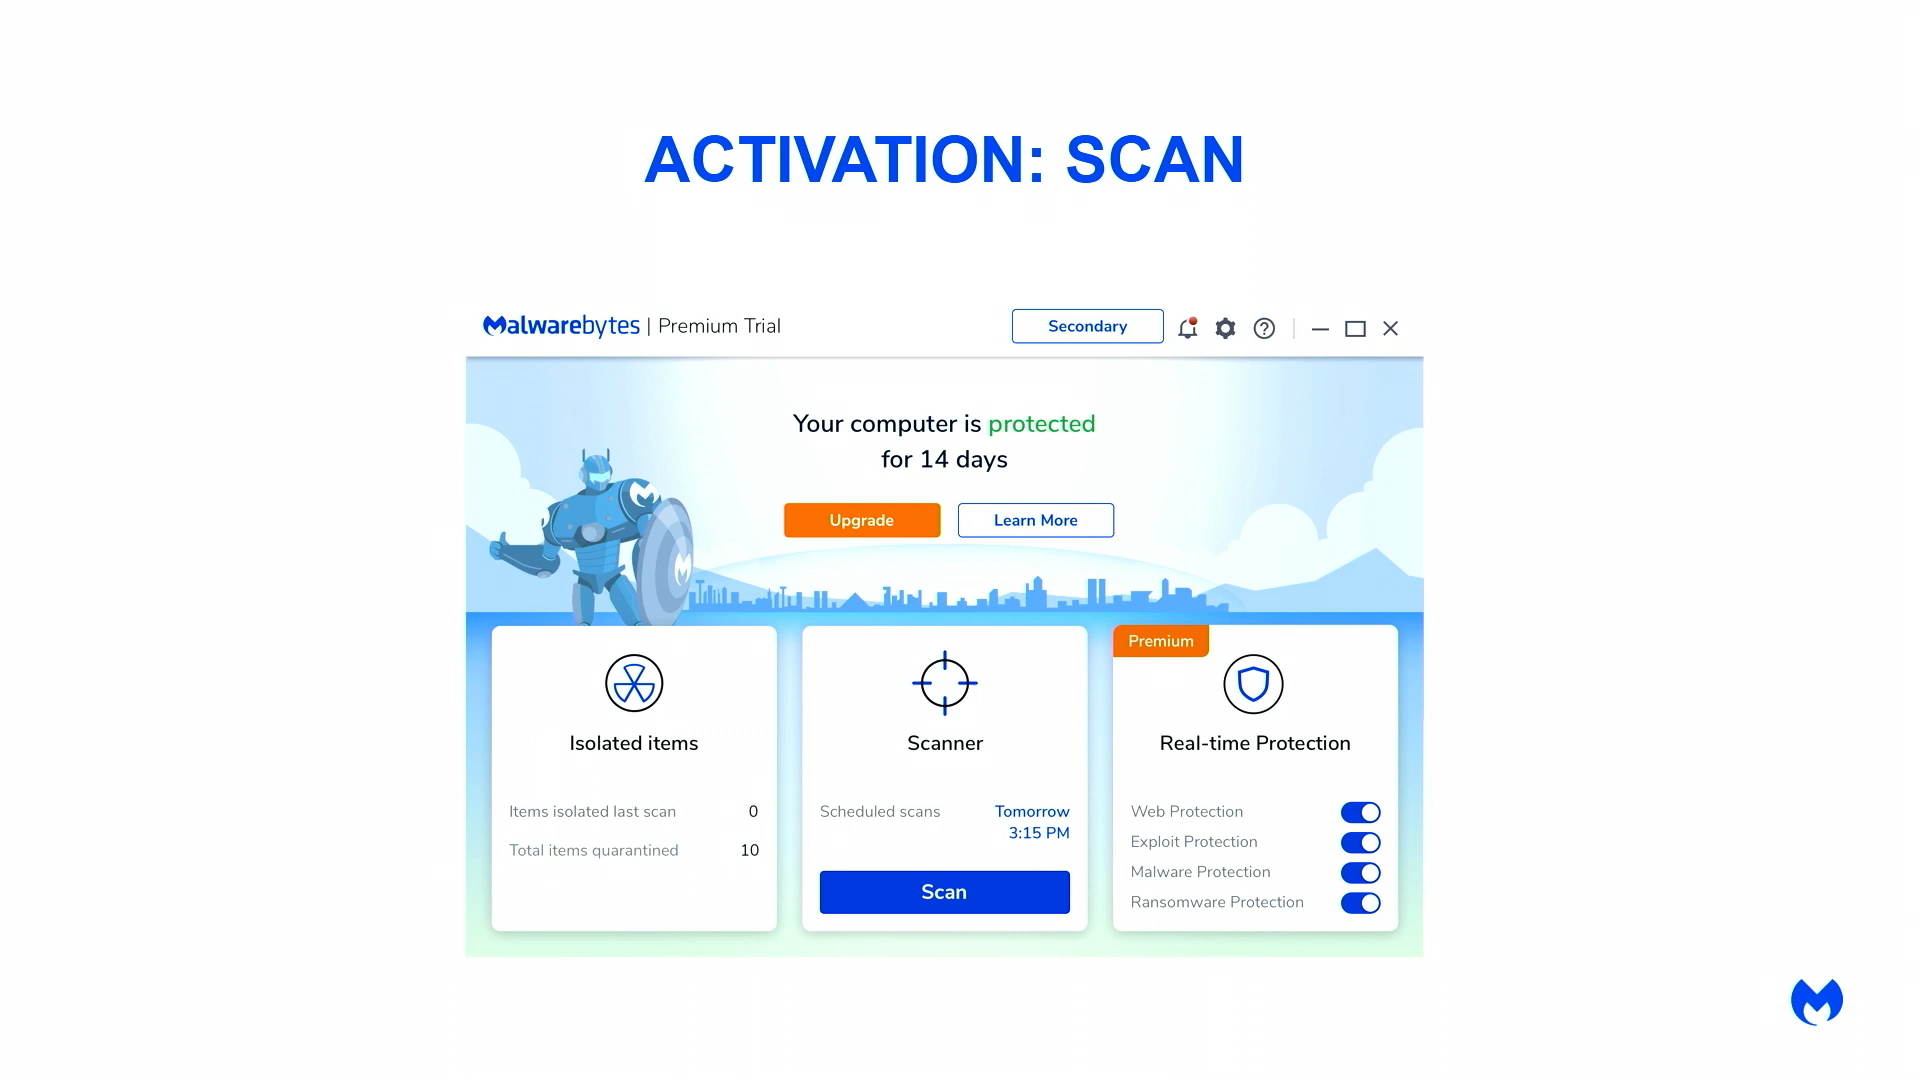 ACTIVATION: SCAN
Malwarebytes | Premium Trial
Secondary
Your computer is protected
for 14 days
Upgrade
Learn More
Isolated items
Items isolated last scan 0
Total items quarantined 10
Scanner
Scheduled scans Tomorrow
3:15 PM
Scan
Premium
Real-time Protection
Web Protection
Exploit Protection
Malware Protection
Ransomware Protection